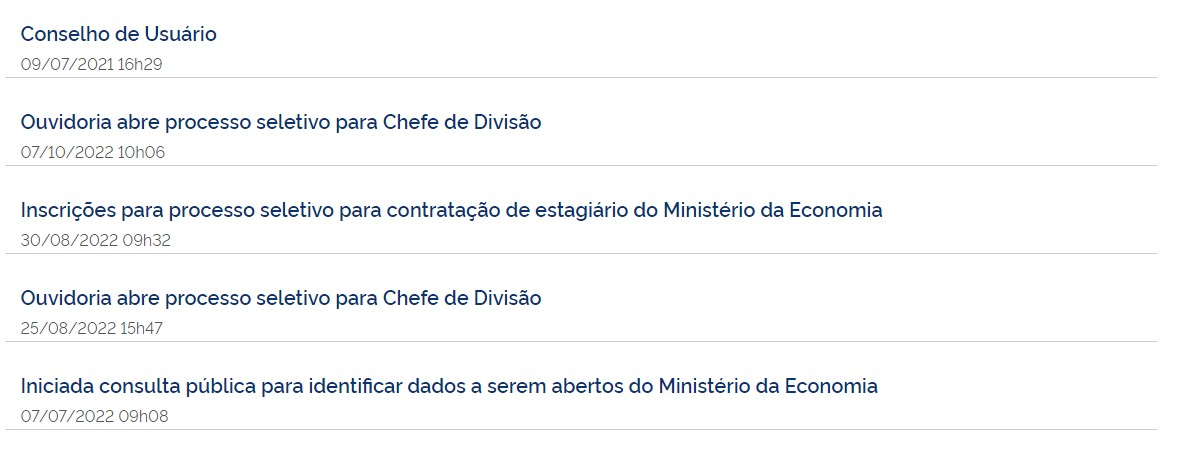 Conselho de Usuário
09/07/2021 16h29
Ouvidoria abre processo seletivo para Chefe de Divisão
07/10/2022 10h06
Inscrições para processo seletivo para contratação de estagiário do Ministério da Economia
30/08/2022 09h32
Ouvidoria abre processo seletivo para Chefe de Divisão
25/08/2022 15h47
Iniciada consulta pública para identificar dados a serem abertos do Ministério da Economia
07/07/2022 09h08